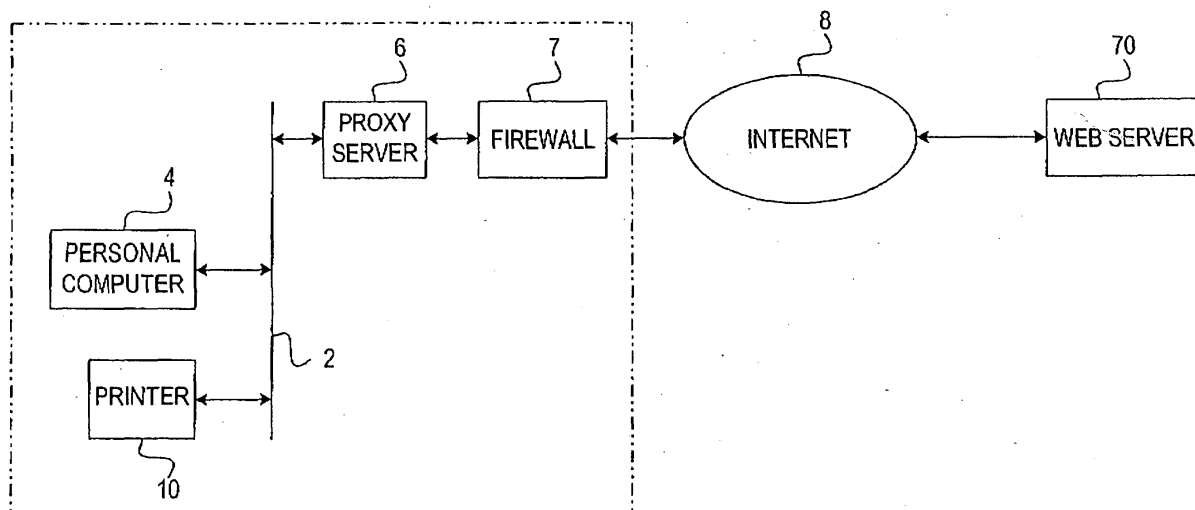 6
7
8
70
PROXY
SERVER
FIREWALL
INTERNET
WEB SERVER
4
PERSONAL
COMPUTER
2
PRINTER
10